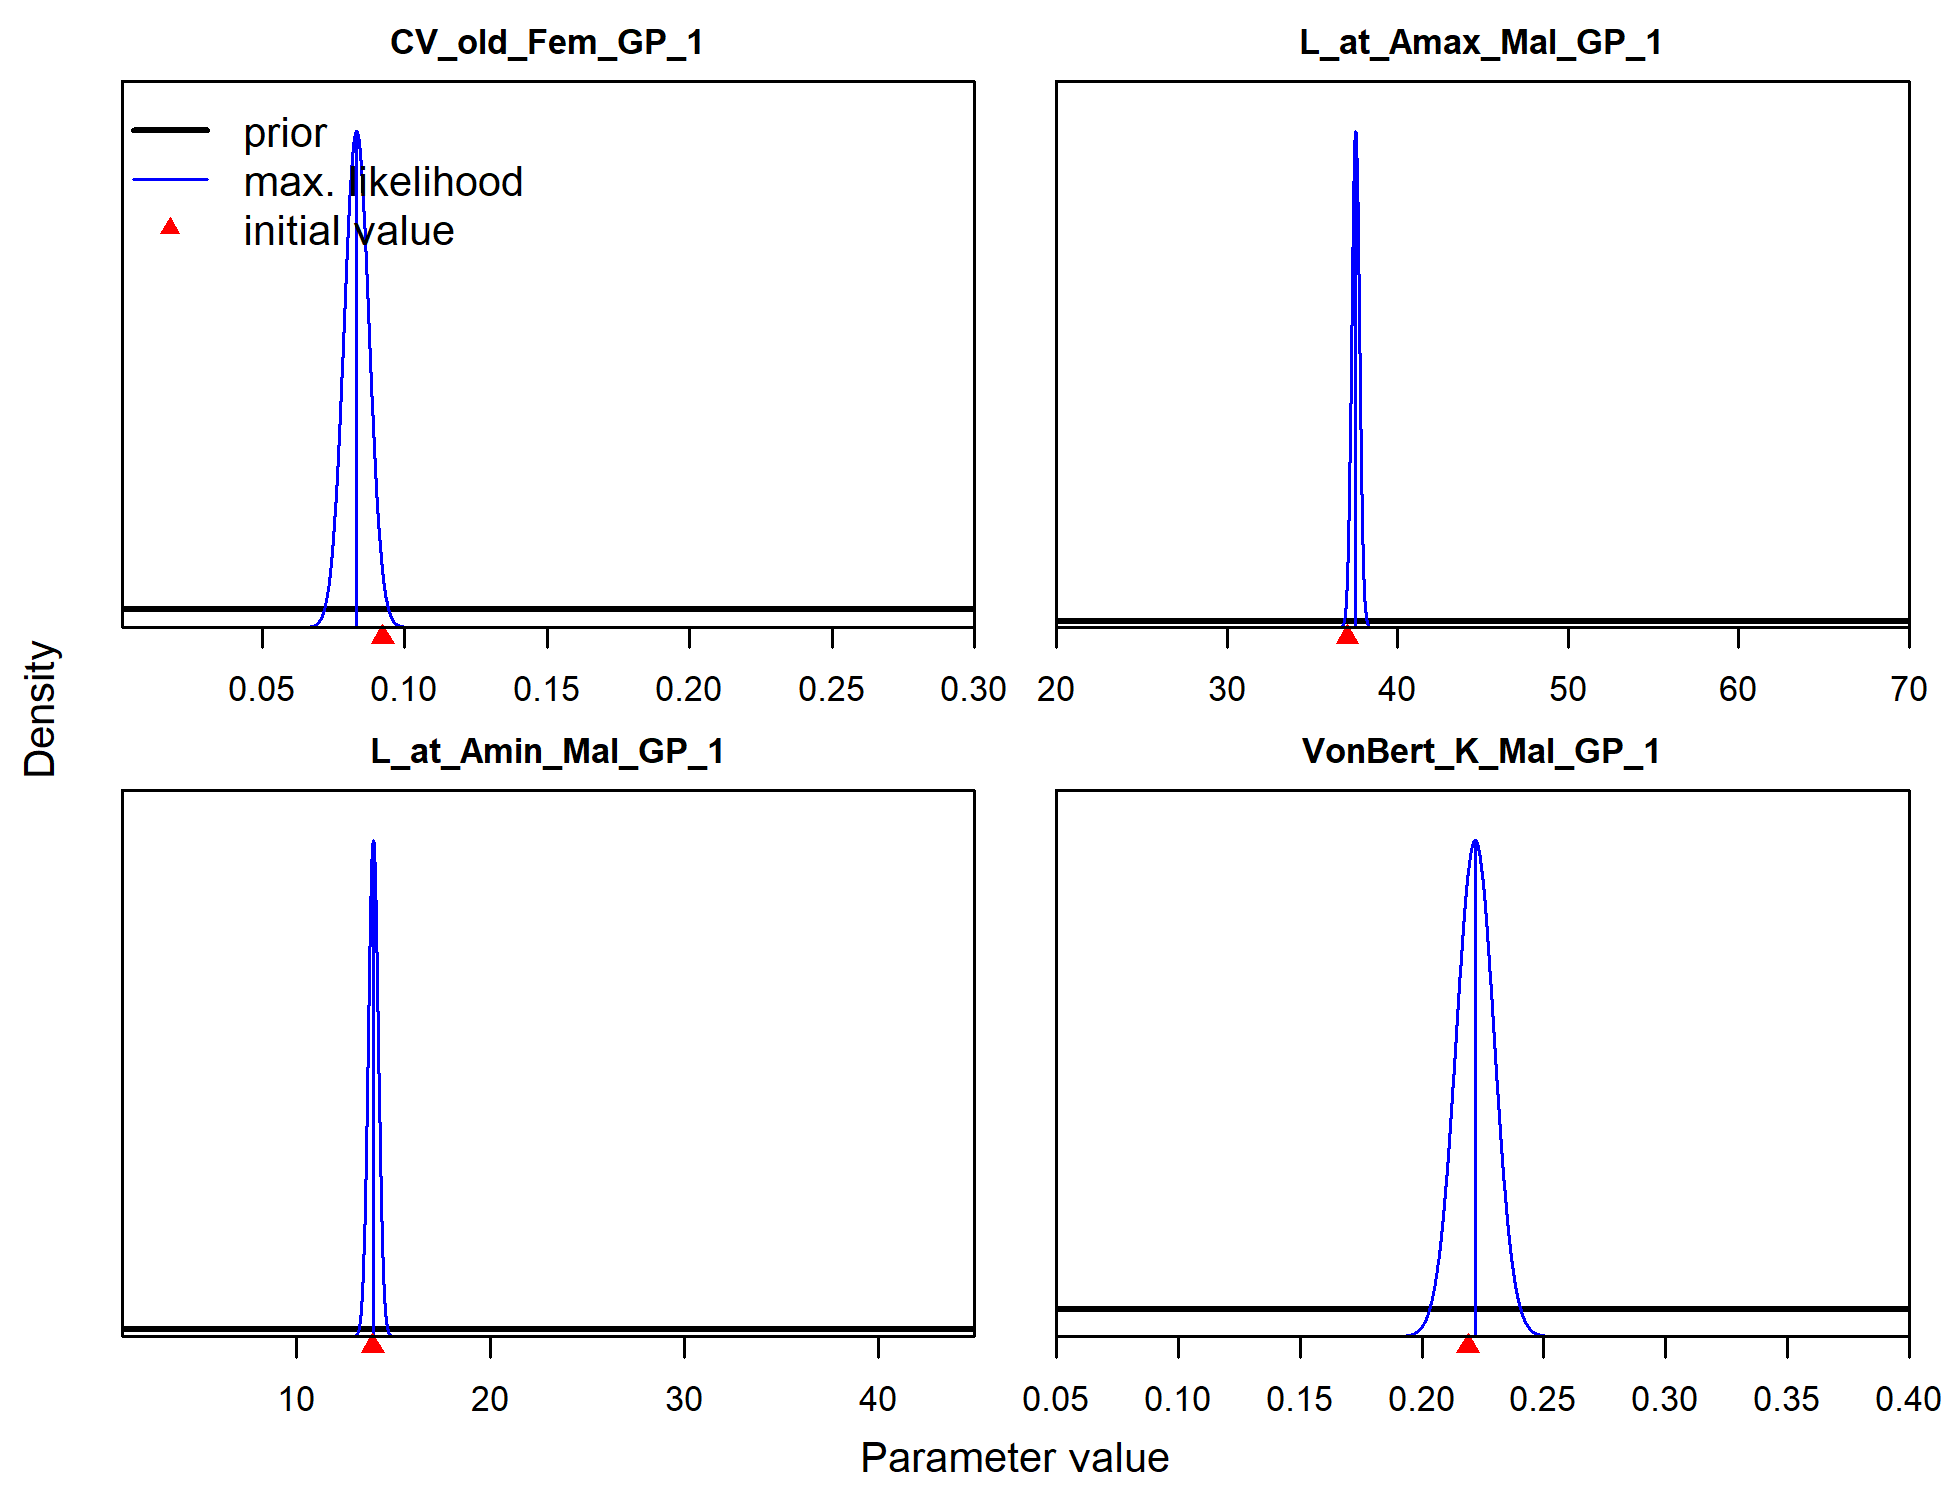 CV_old_Fem_GP_1
prior
max. likelihood
initial value
0.05 0.10 0.15 0.20 0.25 0.30
L_at_Amax_Mal_GP_1
20 30 40 50 60 70
Density
L_at_Amin_Mal_GP_1
10 20 30 40
VonBert_K_Mal_GP_1
0.05 0.10 0.15 0.20 0.25 0.30 0.35 0.40
Parameter value